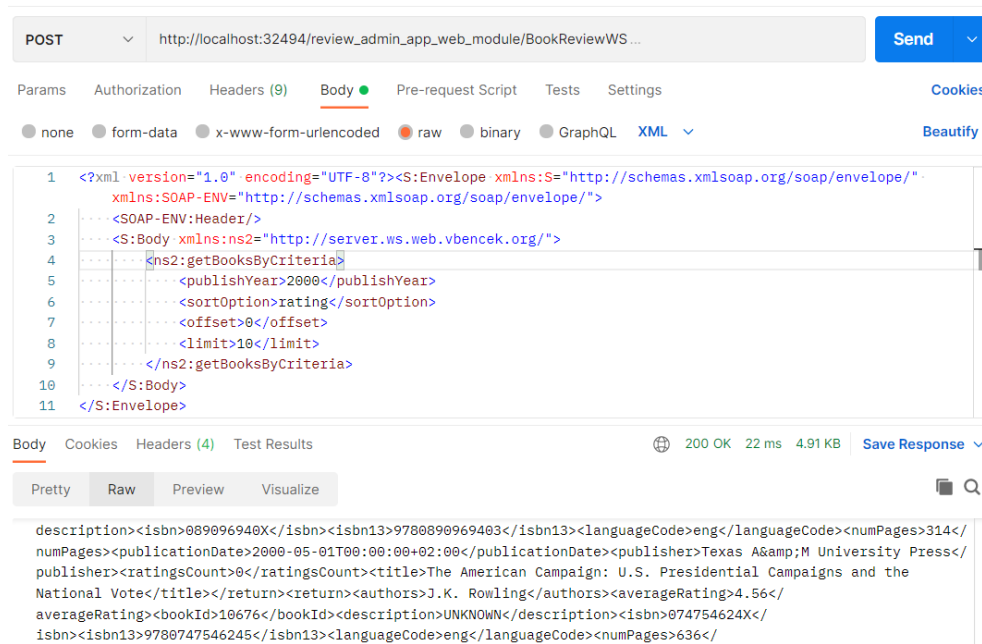 POST http://localhost:32494/review_admin_app_web_module/BookReviewWS ... Send
Params Authorization Headers (9) Body Pre-request Script Tests Settings Cookies
none form-data x-www-form-urlencoded raw binary GraphQL XML Beautify
1 <?xml version="1.0" encoding="UTF-8"?><S:Envelope xmlns:S="http://schemas.xmlsoap.org/soap/envelope/"
xmlns:SOAP-ENV="http://schemas.xmlsoap.org/soap/envelope/">
2 <SOAP-ENV:Header/>
3 <S:Body xmlns:ns2="http://server.ws.web.vbencek.org/">
4 <ns2:getBooksByCriteria>
5 <publishYear>2000</publishYear>
6 <sortOption>rating</sortOption>
7 <offset>0</offset>
8 <limit>10</limit>
9 </ns2:getBooksByCriteria>
10 </S:Body>
11 </S:Envelope>
Body Cookies Headers (4) Test Results 200 OK 22 ms 4.91 KB Save Response
Pretty Raw Preview Visualize
description><isbn>089096940X</isbn><isbn13>9780890969403</isbn13><languageCode>eng</languageCode><numPages>314</
numPages><publicationDate>2000-05-01T00:00:00+02:00</publicationDate><publisher>Texas A&amp;M University Press</
publisher><ratingsCount>0</ratingsCount><title>The American Campaign: U.S. Presidential Campaigns and the
National Vote</title></return><return><authors>J.K. Rowling</authors><averageRating>4.56</
averageRating><bookId>10676</bookId><description>UNKNOWN</description><isbn>074754624X</
isbn><isbn13>9780747546245</isbn13><languageCode>eng</languageCode><numPages>636</